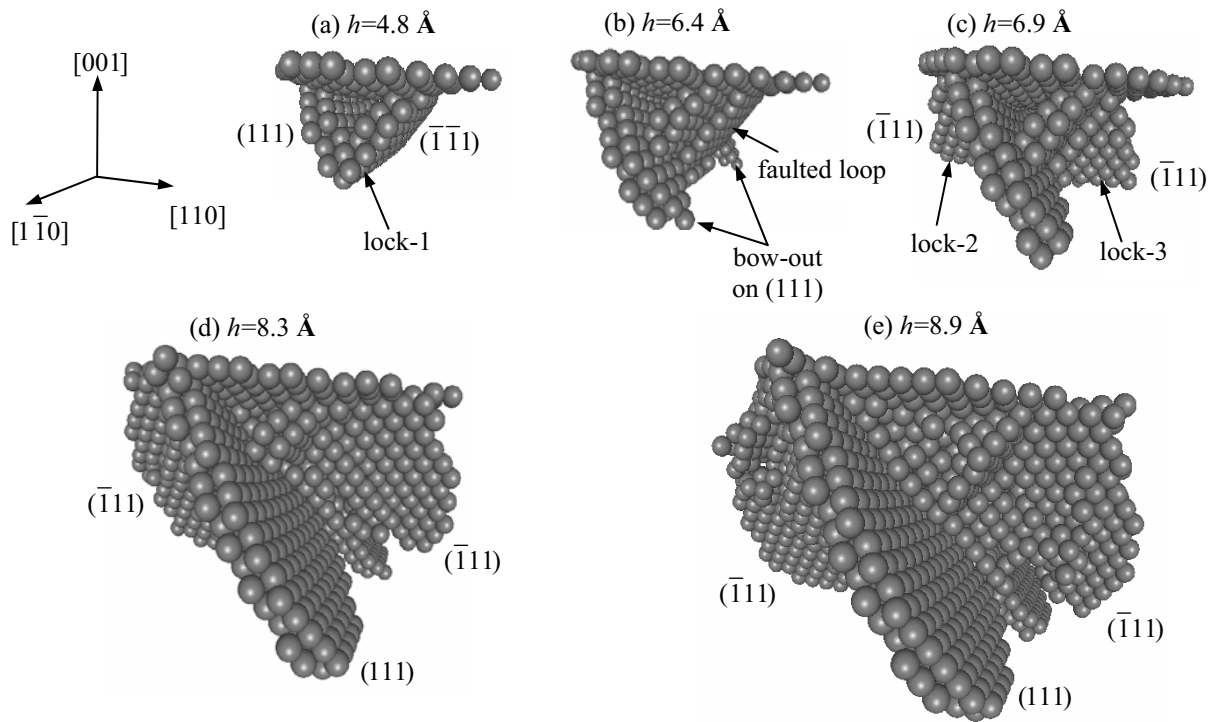 (a) h=4.8 Å
(b) h=6.4 Å
(c) h=6.9 Å
[001]
[11̅0]
[110]
(111)
(1̅1̅1)
lock-1
faulted loop
bow-out
on (111)
(1̅11)
(1̅11)
lock-2
lock-3
(d) h=8.3 Å
(e) h=8.9 Å
(1̅11)
(1̅11)
(111)
(1̅11)
(1̅11)
(111)